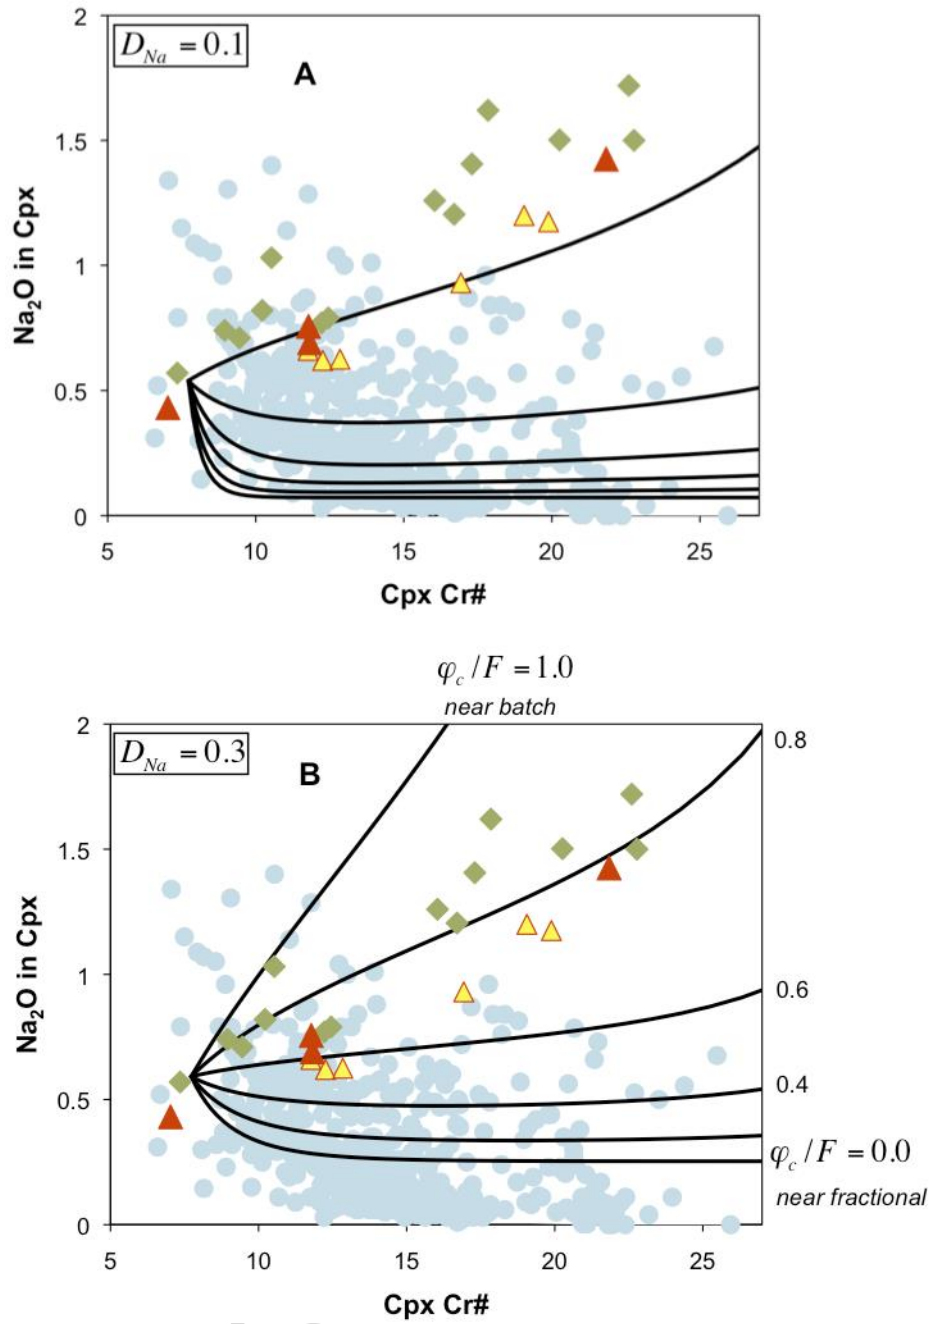 2
D_Na = 0.1
A
1.5
Na₂O in Cpx
1
0.5
0
5 10 15 20 25
Cpx Cr#
φ_c /F = 1.0
near batch
2
D_Na = 0.3
0.8
B
1.5
Na₂O in Cpx
1
0.6
0.5
0.4
φ_c /F = 0.0
near fractional
0
5 10 15 20 25
Cpx Cr#